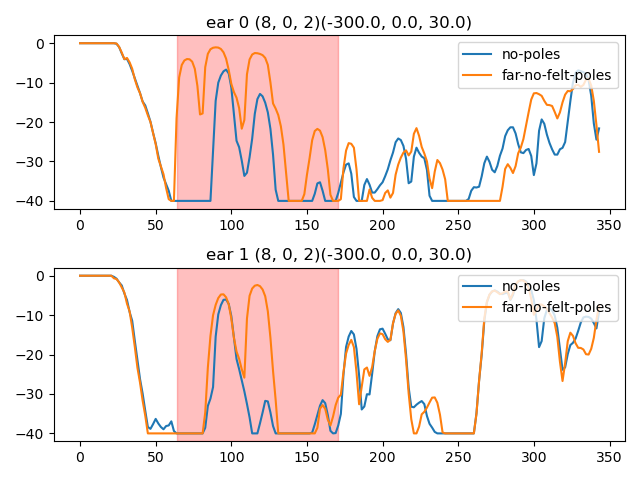 ear 0 (8, 0, 2)(-300.0, 0.0, 30.0)
0
−10
−20
−30
−40
no-poles
far-no-felt-poles
0 50 100 150 200 250 300 350
ear 1 (8, 0, 2)(-300.0, 0.0, 30.0)
0
−10
−20
−30
−40
no-poles
far-no-felt-poles
0 50 100 150 200 250 300 350